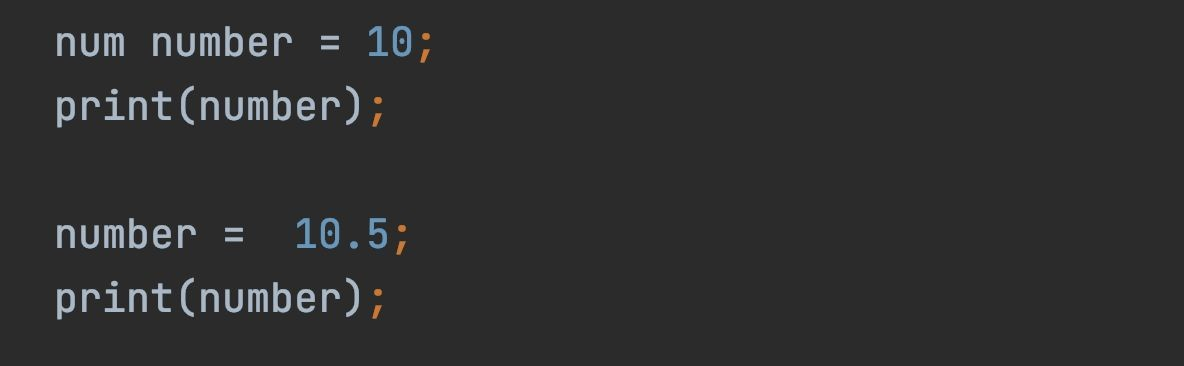 num number = 10;
print(number);
number =  10.5;
print(number);